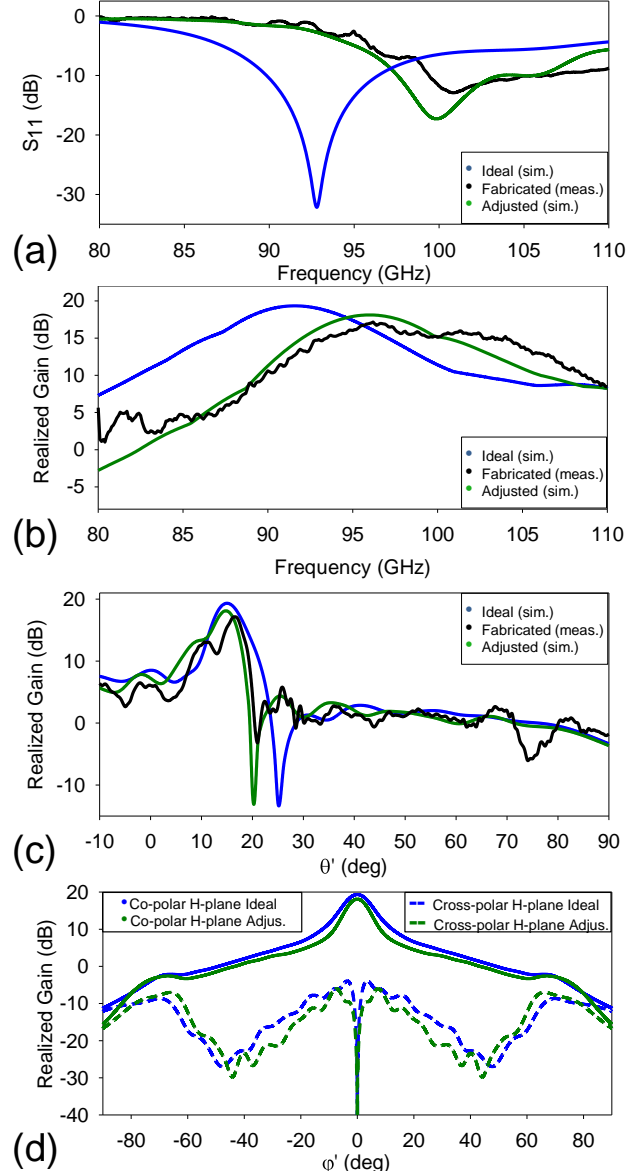 0
-10
-20
-30
S11 (dB)
Ideal (sim.)
Fabricated (meas.)
Adjusted (sim.)
80 85 90 95 100 105 110
Frequency (GHz)
(a)
20
15
10
5
0
-5
Realized Gain (dB)
Ideal (sim.)
Fabricated (meas.)
Adjusted (sim.)
80 85 90 95 100 105 110
Frequency (GHz)
(b)
20
10
0
-10
Realized Gain (dB)
Ideal (sim.)
Fabricated (meas.)
Adjusted (sim.)
-10 0 10 20 30 40 50 60 70 80 90
θ' (deg)
(c)
20
10
0
-10
-20
-30
-40
Realized Gain (dB)
Co-polar H-plane Ideal
Co-polar H-plane Adjus.
Cross-polar H-plane Ideal
Cross-polar H-plane Adjus.
-80 -60 -40 -20 0 20 40 60 80
φ' (deg)
(d)